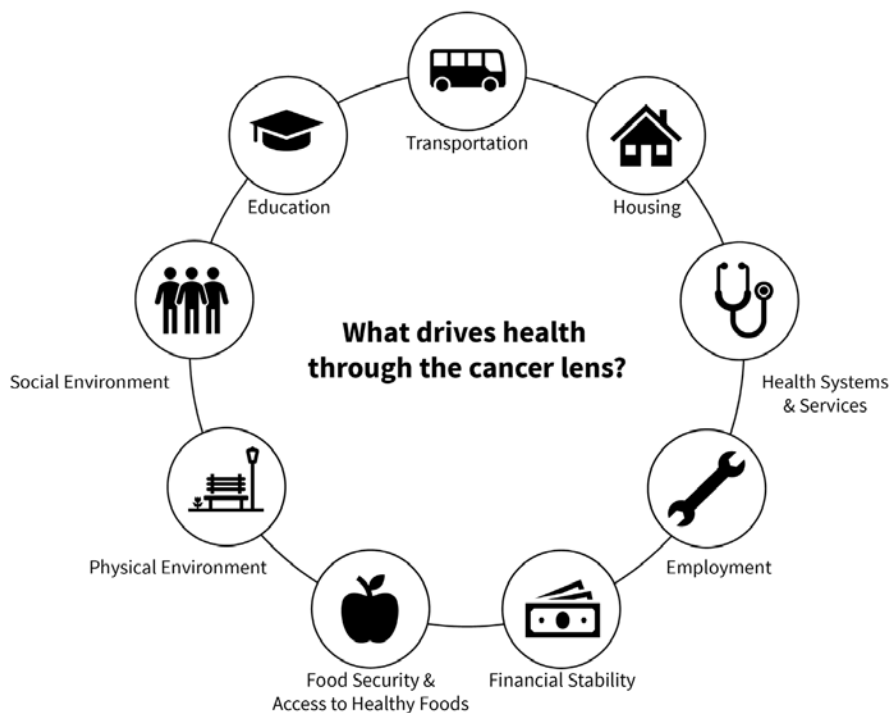 Transportation
Education
Housing
What drives health
through the cancer lens?
Social Environment
Health Systems
& Services
Physical Environment
Employment
Food Security &
Access to Healthy Foods
Financial Stability